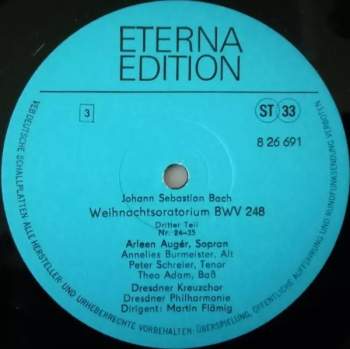 ETERNA
EDITION
3
ST 33
8 26 691
Johann Sebastian Bach
Weihnachtsoratorium BWV 248
Dritter Teil
Nr. 24-35
Arleen Augér, Sopran
Annelies Burmeister, Alt
Peter Schreier, Tenor
Theo Adam, Baß
Dresdner Kreuzchor
Dresdner Philharmonie
Dirigent: Martin Flämig
VEB DEUTSCHE SCHALLPLATTEN ALLE HERSTELLER- UND URHEBERRECHTE VORBEHALTEN: ÜBERSPIELUNG, ÖFFENTLICHE AUFFÜHRUNG UND RUNDFUNKSENDUNG VERBOTEN